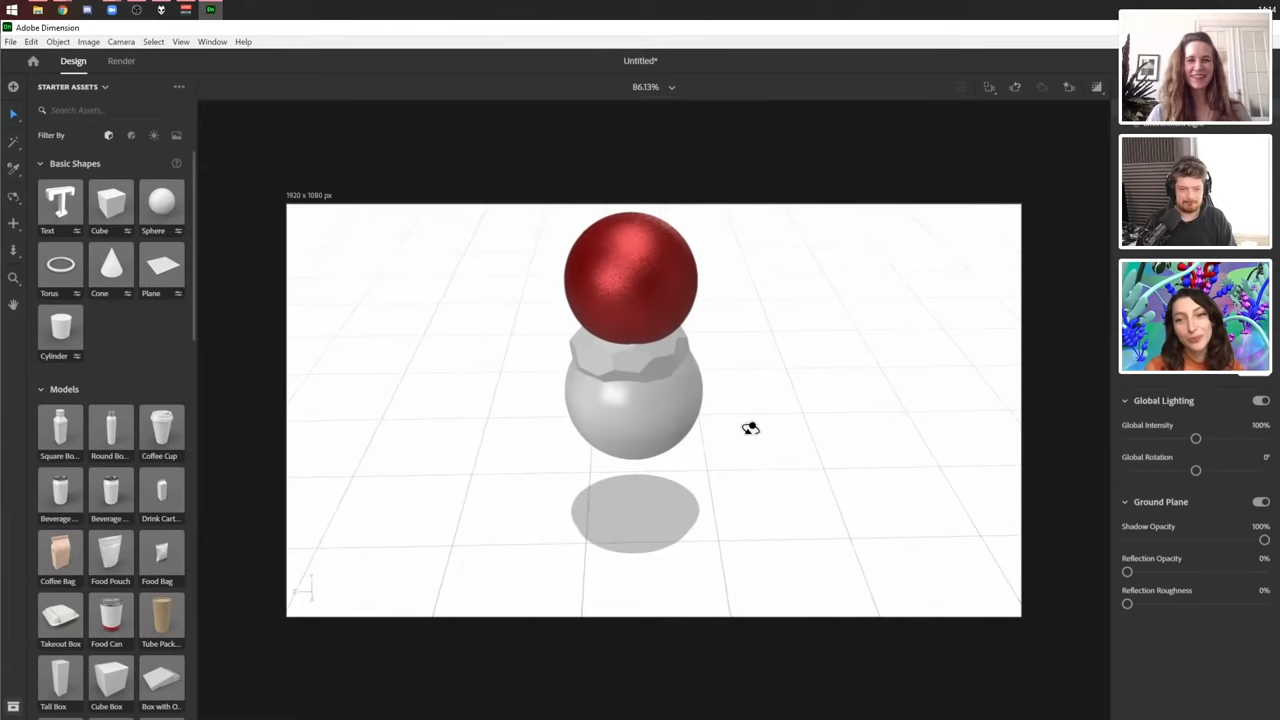 Adobe Dimension
File Edit Object Image Camera Select View Window Help
Design Render
Untitled*
STARTER ASSETS
86.13%
Search Assets..
Filter By
Basic Shapes
1920 x 1080 px
Text Cube Sphere
Torus Cone Plane
Cylinder
Models
Square Bo... Round Bo... Coffee Cup
Beverage ... Beverage ... Drink Cart...
Coffee Bag Food Pouch Food Bag
Takeout Box Food Can Tube Pack...
Tall Box Cube Box Box with O..
Global Lighting
Global Intensity 100%
Global Rotation 0°
Ground Plane
Shadow Opacity 100%
Reflection Opacity 0%
Reflection Roughness 0%